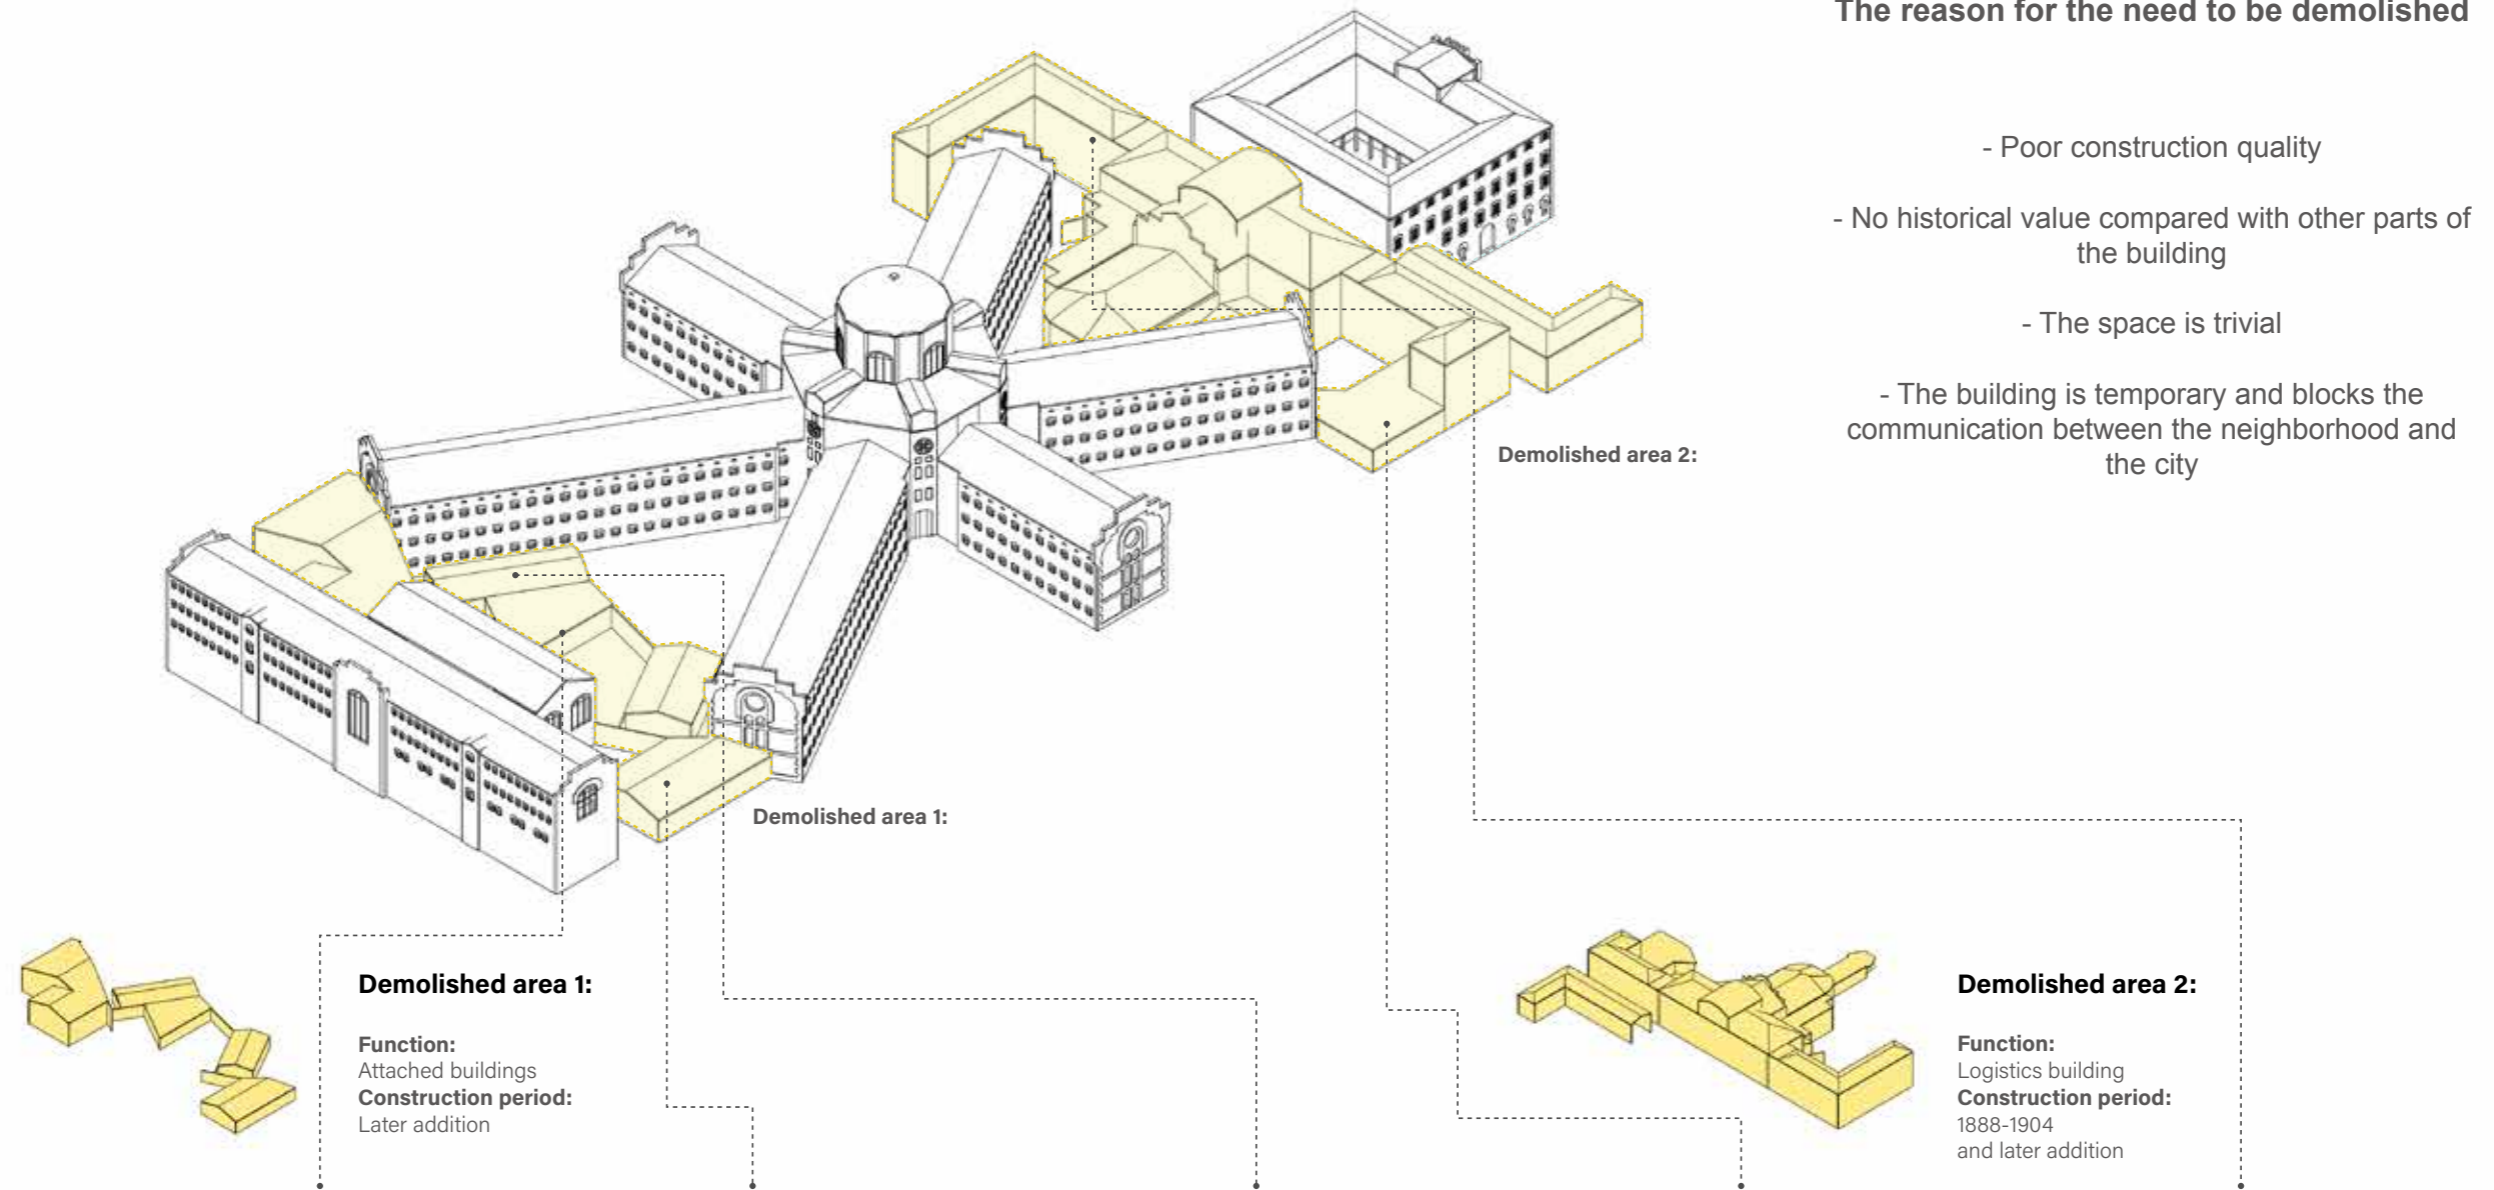 The reason for the need to be demolished
- Poor construction quality
- No historical value compared with other parts of
the building
- The space is trivial
- The building is temporary and blocks the
communication between the neighborhood and
the city
Demolished area 2:
Demolished area 1:
Demolished area 1:
Function:
Attached buildings
Construction period:
Later addition
Demolished area 2:
Function:
Logistics building
Construction period:
1888-1904
and later addition